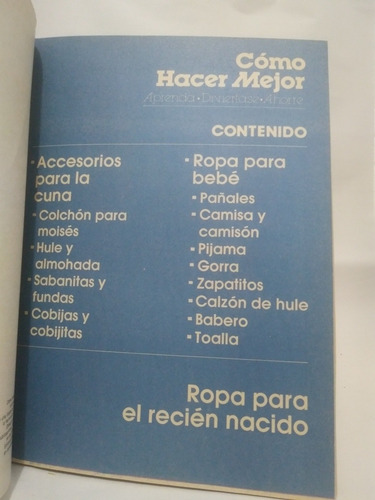 Cómo
Hacer Mejor
Aprenda•Diviértase•Ahorre
CONTENIDO
• Accesorios
para la
cuna
• Colchón para
moisés
• Hule y
almohada
• Sabanitas y
fundas
• Cobijas y
cobijitas
• Ropa para
bebé
• Pañales
• Camisa y
camisón
• Pijama
• Gorra
• Zapatitos
• Calzón de hule
• Babero
• Toalla
Ropa para
el recién nacido